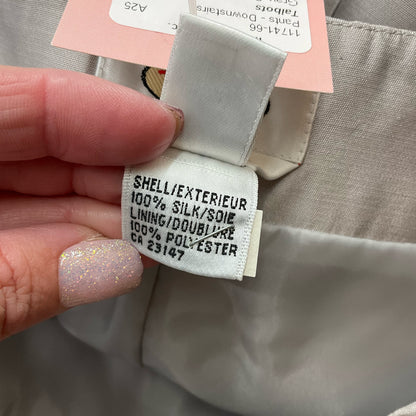 11741-66
Pants - Downstairs
Talbots
A25
SHELL/EXTERIEUR
100% SILK/SOIE
LINING/DOUBLURE
100% POLYESTER
CA 23147